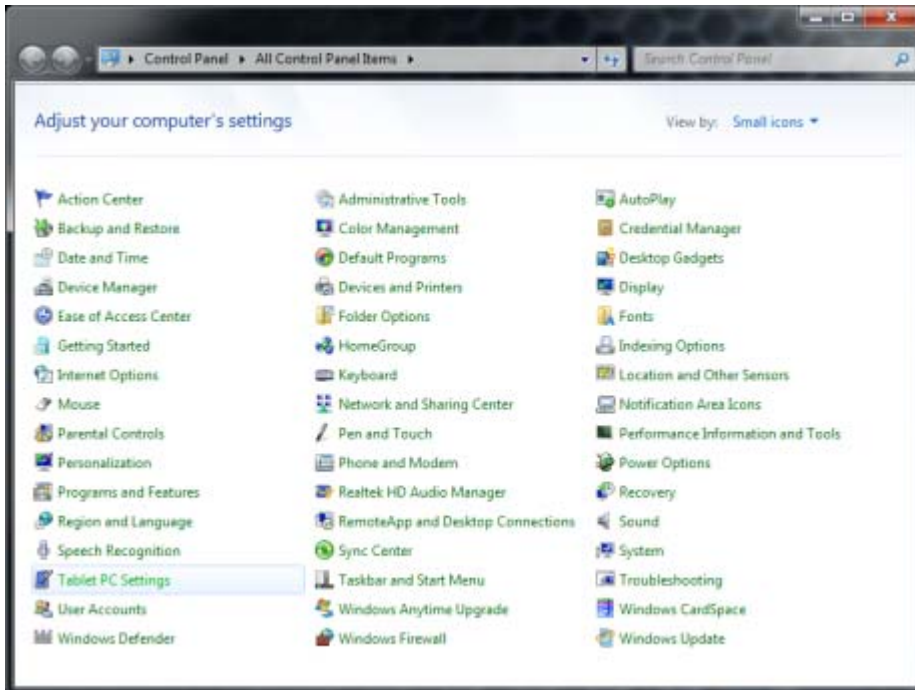 Control Panel ▸ All Control Panel Items ▸ Search Control Panel
Adjust your computer's settings View by: Small icons
Action Center Administrative Tools AutoPlay
Backup and Restore Color Management Credential Manager
Date and Time Default Programs Desktop Gadgets
Device Manager Devices and Printers Display
Ease of Access Center Folder Options Fonts
Getting Started HomeGroup Indexing Options
Internet Options Keyboard Location and Other Sensors
Mouse Network and Sharing Center Notification Area Icons
Parental Controls Pen and Touch Performance Information and Tools
Personalization Phone and Modem Power Options
Programs and Features Realtek HD Audio Manager Recovery
Region and Language RemoteApp and Desktop Connections Sound
Speech Recognition Sync Center System
Tablet PC Settings Taskbar and Start Menu Troubleshooting
User Accounts Windows Anytime Upgrade Windows CardSpace
Windows Defender Windows Firewall Windows Update